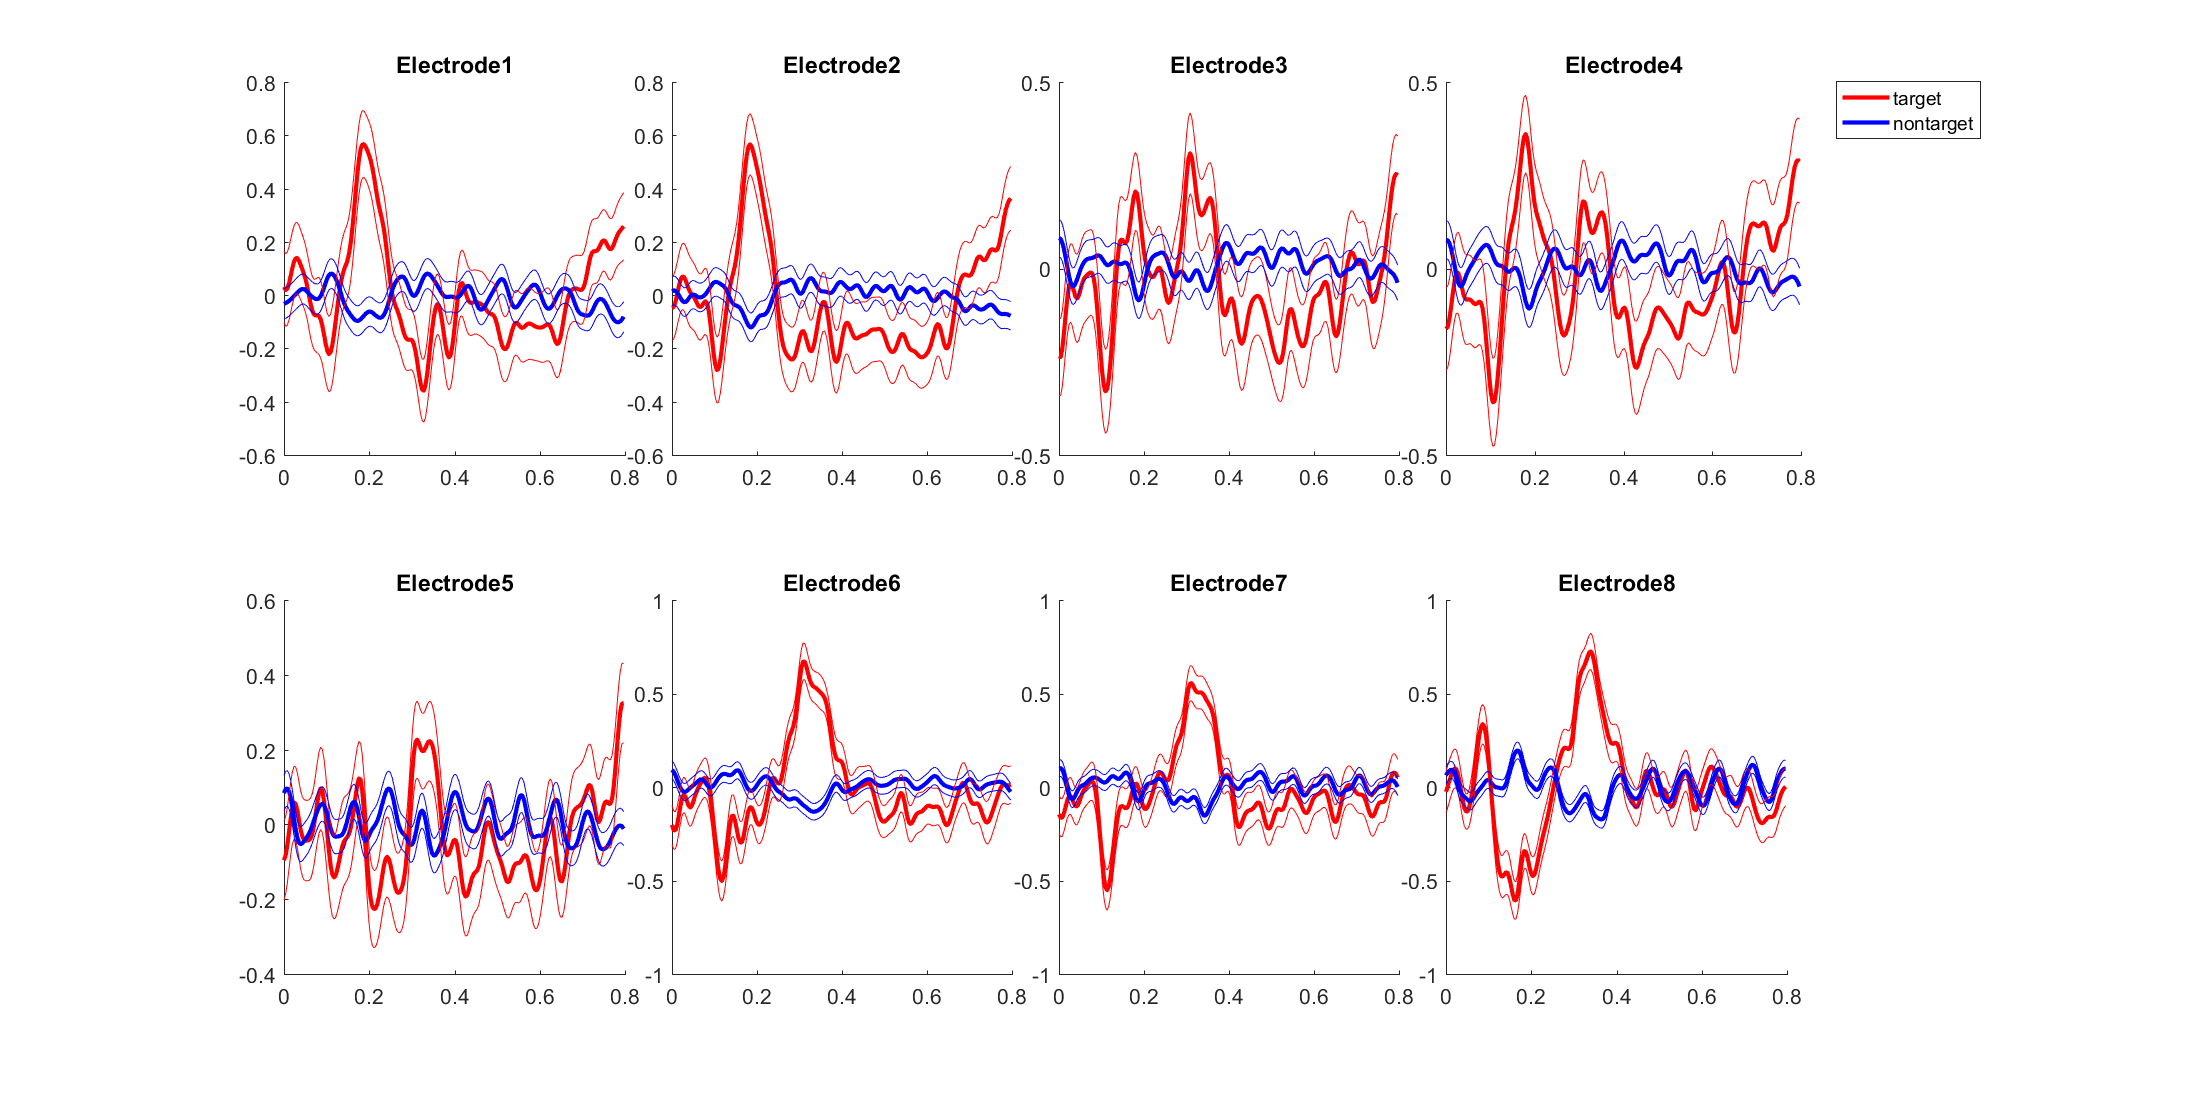 Electrode1 Electrode2 Electrode3 Electrode4
target
nontarget
0.8 0.8 0.5 0.5
0.6 0.6
0.4 0.4
0.2 0.2
0 0 0 0
-0.2 -0.2
-0.4 -0.4
-0.6 -0.6 -0.5 -0.5
0 0.2 0.4 0.6 0.8 0 0.2 0.4 0.6 0.8 0 0.2 0.4 0.6 0.8 0 0.2 0.4 0.6 0.8
Electrode5 Electrode6 Electrode7 Electrode8
0.6 1 1 1
0.4
0.5 0.5 0.5
0.2
0 0 0 0
-0.2
-0.5 -0.5 -0.5
-0.4 -1 -1 -1
0 0.2 0.4 0.6 0.8 0 0.2 0.4 0.6 0.8 0 0.2 0.4 0.6 0.8 0 0.2 0.4 0.6 0.8